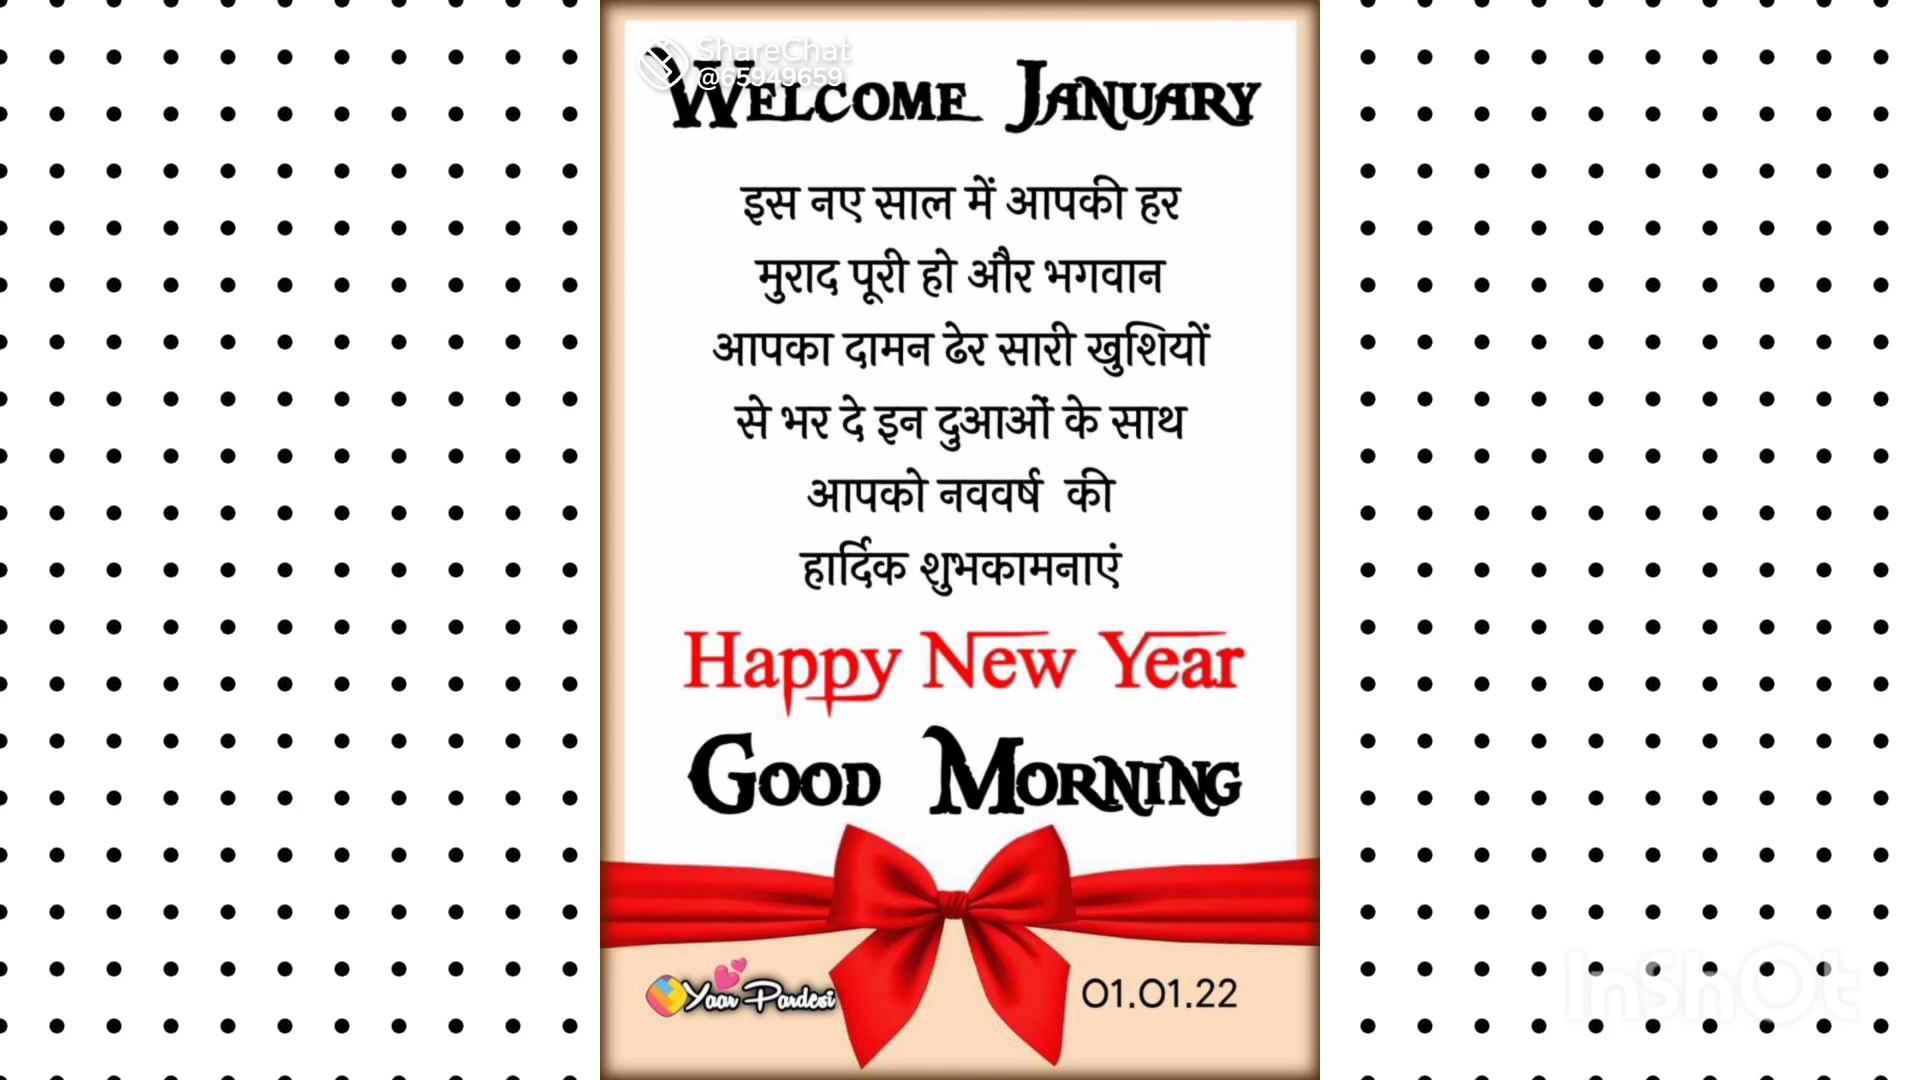 ShareChat
@65949659
WELCOME JANUARY
इस नए साल में आपकी हर
मुराद पूरी हो और भगवान
आपका दामन ढेर सारी खुशियों
से भर दे इन दुआओं के साथ
आपको नववर्ष की
हार्दिक शुभकामनाएं
Happy New Year
GOOD MORNING
Yaar Pardesi
01.01.22
InShOt